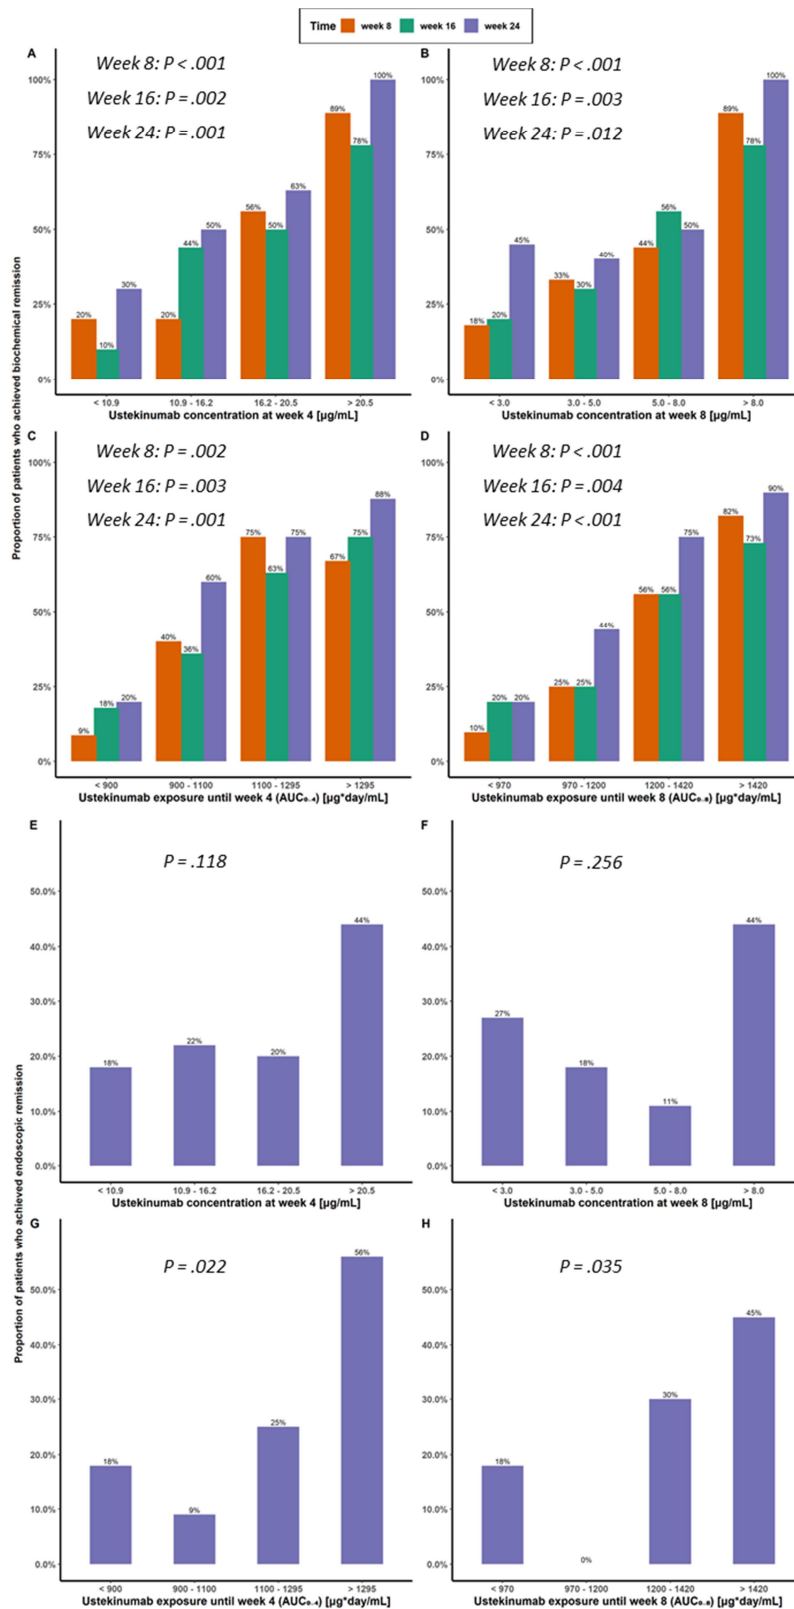 Time week 8 week 16 week 24
Proportion of patients who achieved biochemical remission
A
Week 8: P < .001
Week 16: P = .002
Week 24: P = .001
100%
75%
50%
25%
0%
20% 10% 30%
20% 44% 50%
56% 50% 63%
89% 78% 100%
< 10.9 10.9 - 16.2 16.2 - 20.5 > 20.5
Ustekinumab concentration at week 4 [µg/mL]
B
Week 8: P < .001
Week 16: P = .003
Week 24: P = .012
100%
75%
50%
25%
0%
18% 20% 45%
33% 30% 40%
44% 56% 50%
89% 78% 100%
< 3.0 3.0 - 5.0 5.0 - 8.0 > 8.0
Ustekinumab concentration at week 8 [µg/mL]
C
Week 8: P = .002
Week 16: P = .003
Week 24: P = .001
100%
75%
50%
25%
0%
9% 18% 20%
40% 36% 60%
75% 63% 75%
67% 75% 88%
< 900 900 - 1100 1100 - 1295 > 1295
Ustekinumab exposure until week 4 (AUC₀₋₄) [µg*day/mL]
D
Week 8: P < .001
Week 16: P = .004
Week 24: P < .001
100%
75%
50%
25%
0%
10% 20% 20%
25% 25% 44%
56% 56% 75%
82% 73% 90%
< 970 970 - 1200 1200 - 1420 > 1420
Ustekinumab exposure until week 8 (AUC₀₋₈) [µg*day/mL]
Proportion of patients who achieved endoscopic remission
E
P = .118
50.0%
40.0%
30.0%
20.0%
10.0%
0.0%
18% 22% 20% 44%
< 10.9 10.9 - 16.2 16.2 - 20.5 > 20.5
Ustekinumab concentration at week 4 [µg/mL]
F
P = .256
50.0%
40.0%
30.0%
20.0%
10.0%
0.0%
27% 18% 11% 44%
< 3.0 3.0 - 5.0 5.0 - 8.0 > 8.0
Ustekinumab concentration at week 8 [µg/mL]
G
P = .022
50.0%
40.0%
30.0%
20.0%
10.0%
0.0%
18% 9% 25% 56%
< 900 900 - 1100 1100 - 1295 > 1295
Ustekinumab exposure until week 4 (AUC₀₋₄) [µg*day/mL]
H
P = .035
50.0%
40.0%
30.0%
20.0%
10.0%
0.0%
18% 0% 30% 45%
< 970 970 - 1200 1200 - 1420 > 1420
Ustekinumab exposure until week 8 (AUC₀₋₈) [µg*day/mL]